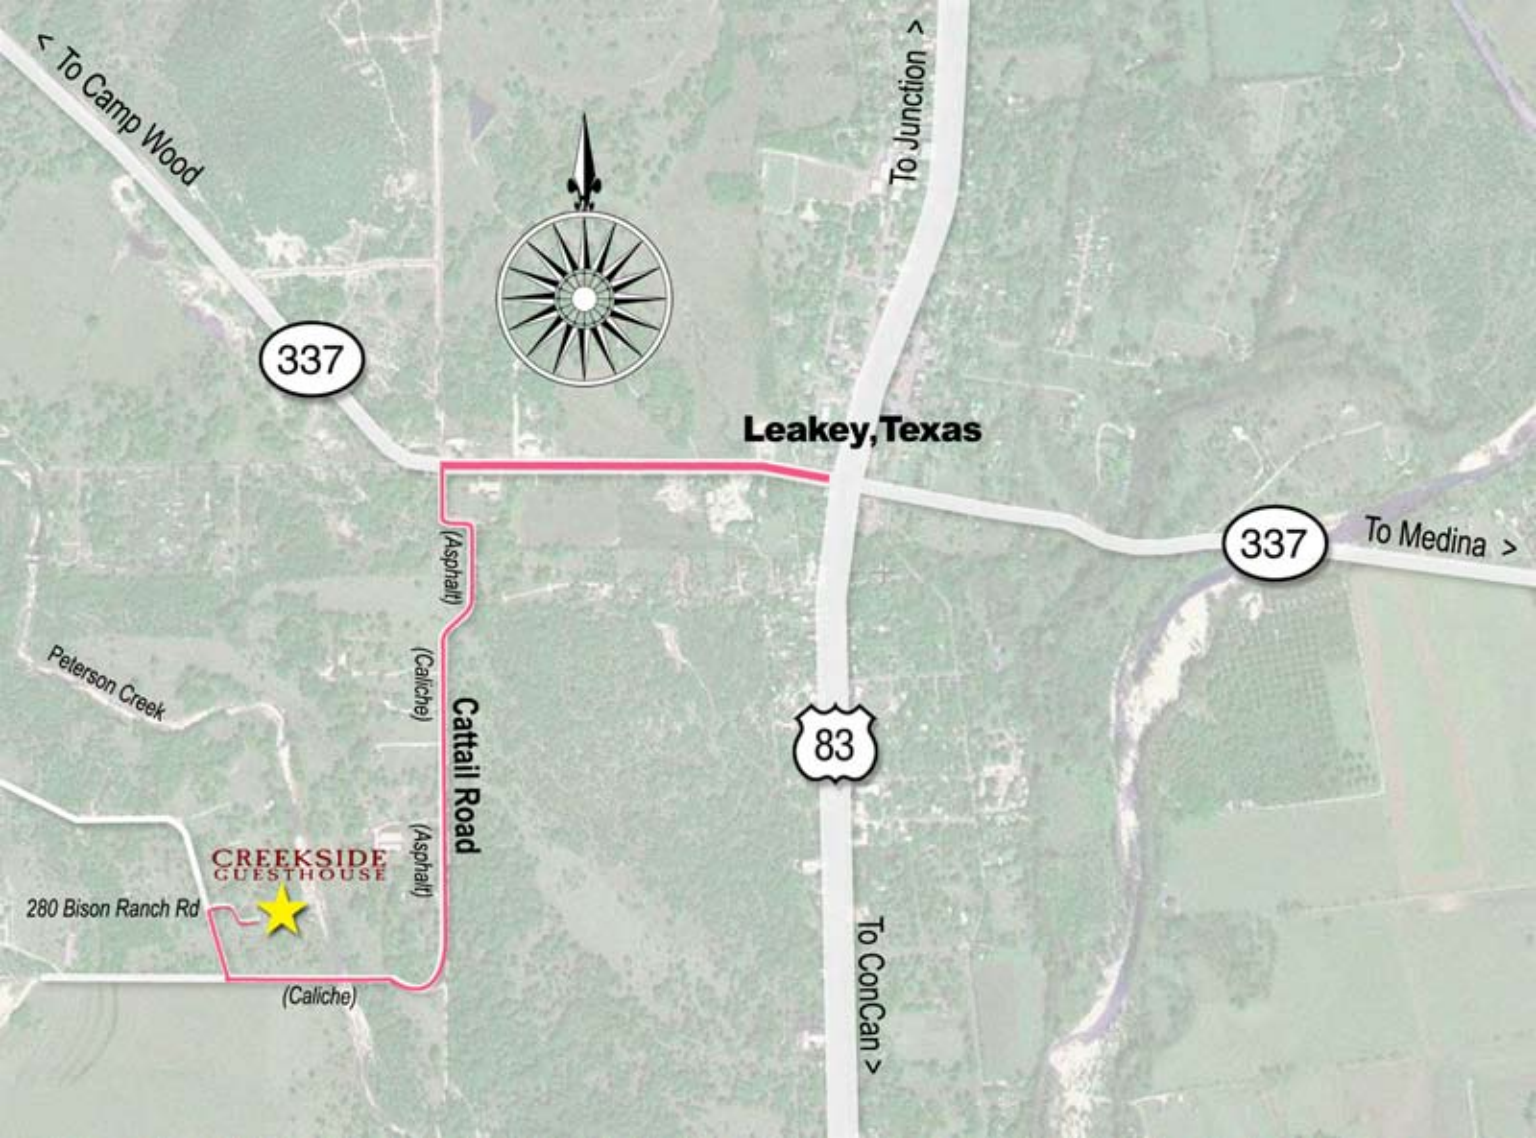 < To Camp Wood
To Junction >
337
Leakey,Texas
337
To Medina >
(Asphalt)
(Caliche)
Peterson Creek
Cattail Road
83
(Asphalt)
CREEKSIDE
GUESTHOUSE
280 Bison Ranch Rd
(Caliche)
To ConCan >